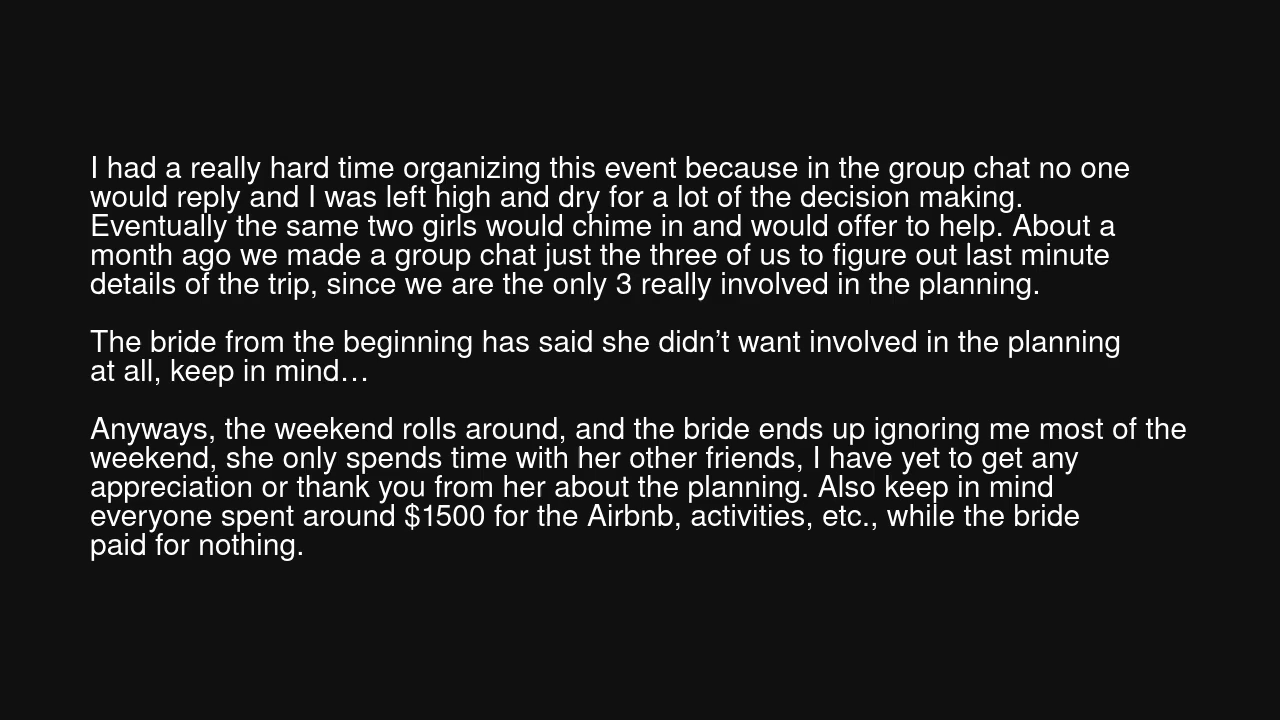 I had a really hard time organizing this event because in the group chat no one
would reply and I was left high and dry for a lot of the decision making.
Eventually the same two girls would chime in and would offer to help. About a
month ago we made a group chat just the three of us to figure out last minute
details of the trip, since we are the only 3 really involved in the planning.
The bride from the beginning has said she didn’t want involved in the planning
at all, keep in mind…
Anyways, the weekend rolls around, and the bride ends up ignoring me most of the
weekend, she only spends time with her other friends, I have yet to get any
appreciation or thank you from her about the planning. Also keep in mind
everyone spent around $1500 for the Airbnb, activities, etc., while the bride
paid for nothing.